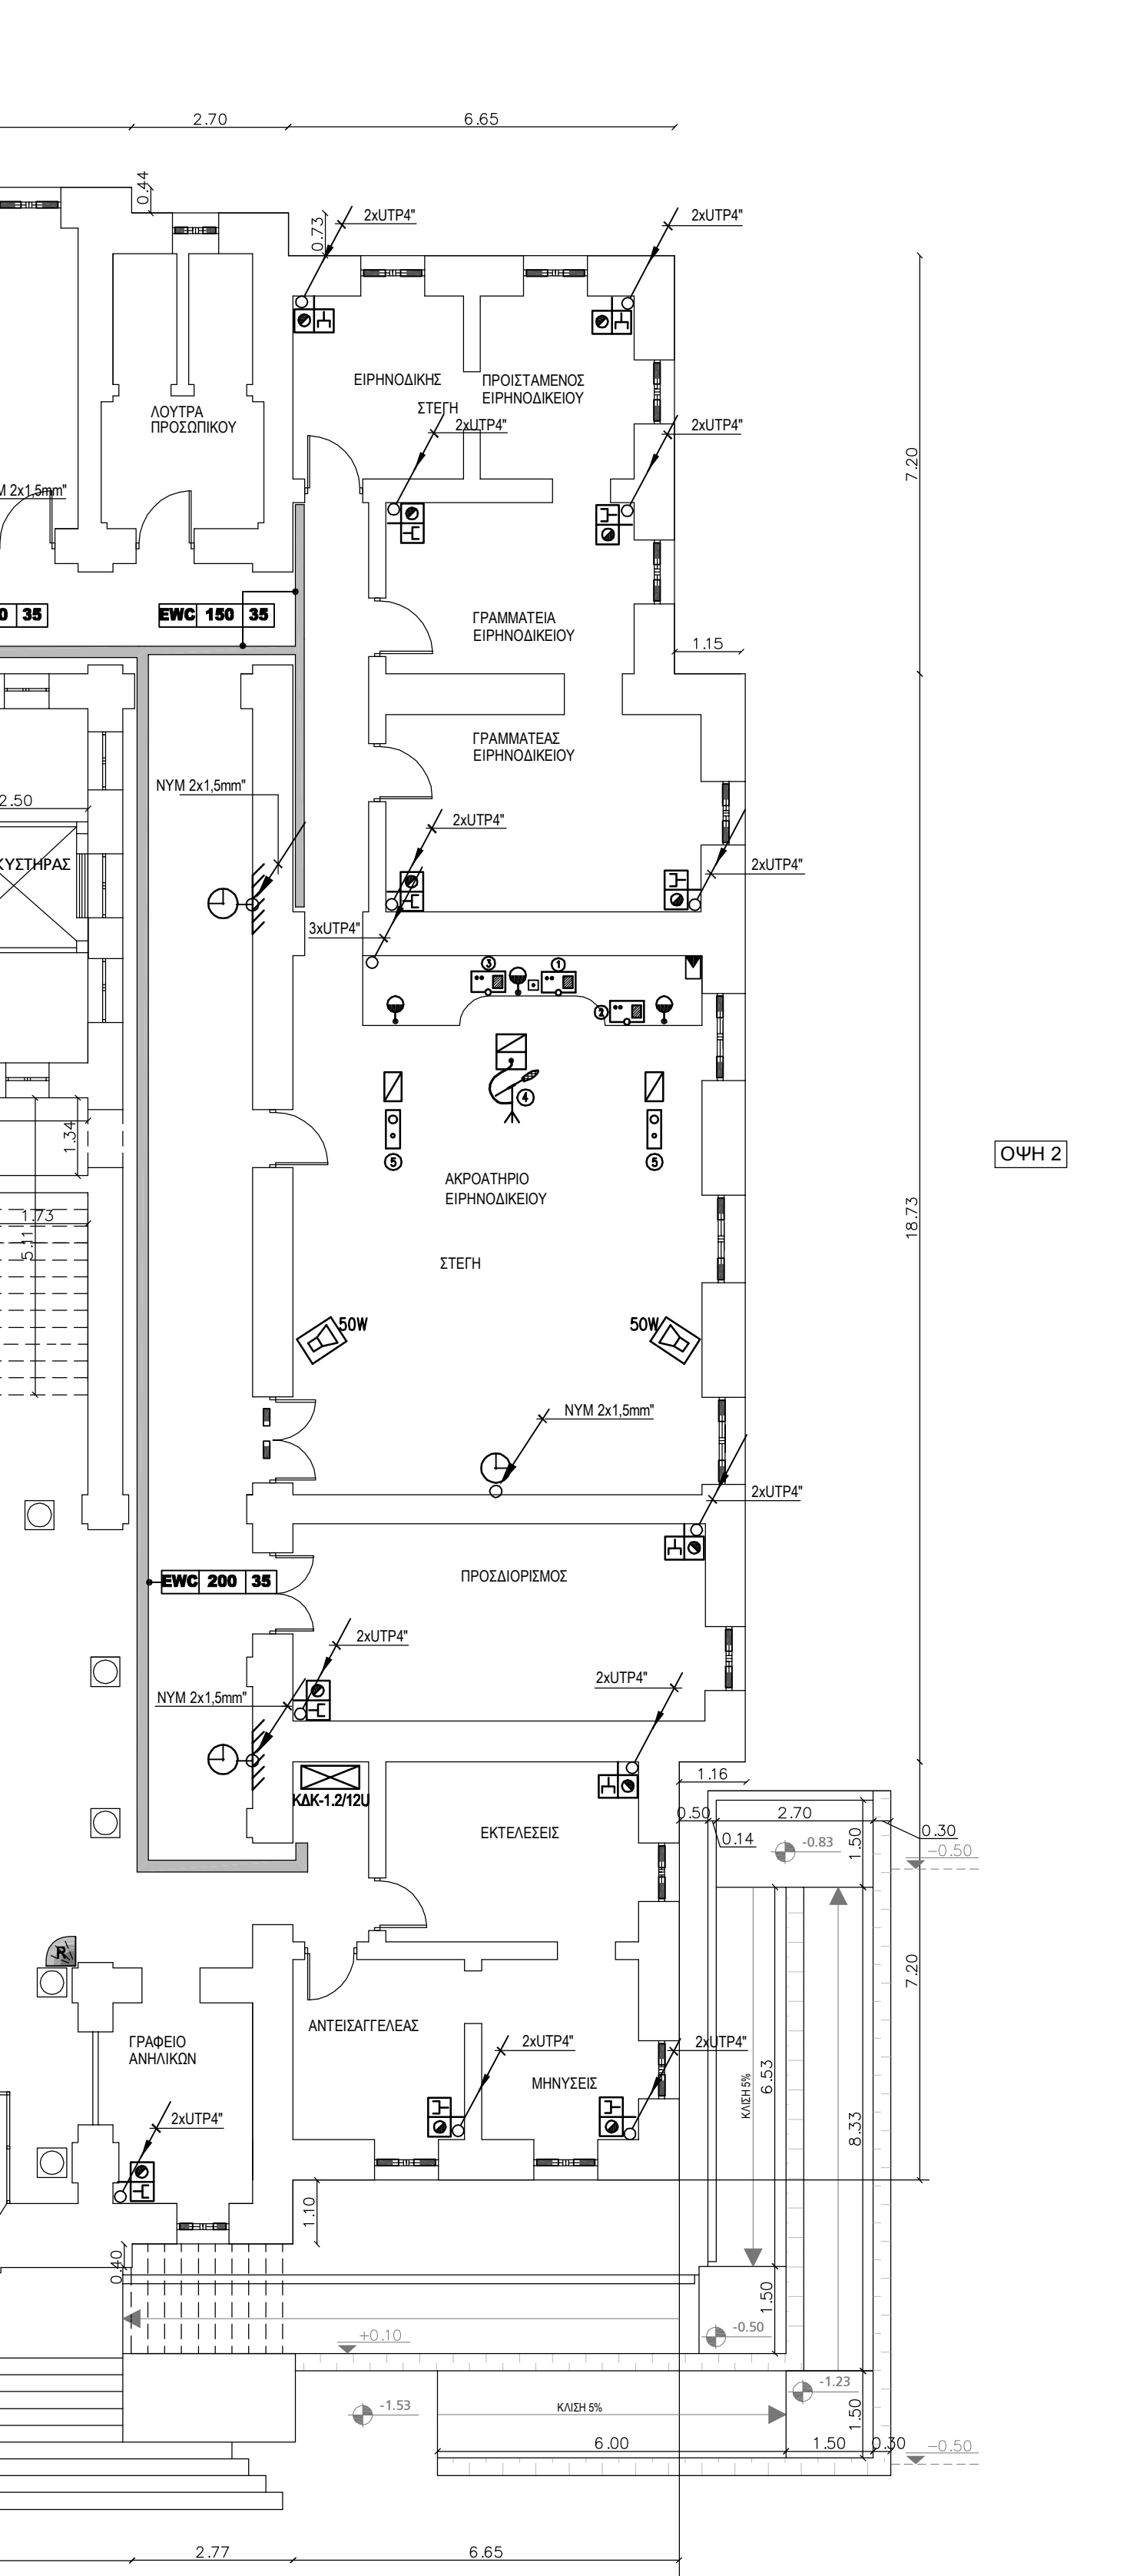 2.70
6.65
0.44
0.73
2xUTP4"
2xUTP4"
ΕΙΡΗΝΟΔΙΚΗΣ
ΠΡΟΙΣΤΑΜΕΝΟΣ
ΕΙΡΗΝΟΔΙΚΕΙΟΥ
ΣΤΕΓΗ
2xUTP4"
2xUTP4"
ΛΟΥΤΡΑ
ΠΡΟΣΩΠΙΚΟΥ
7.20
M 2x1,5mm"
35
EWC 150 35
ΓΡΑΜΜΑΤΕΙΑ
ΕΙΡΗΝΟΔΙΚΕΙΟΥ
1.15
ΓΡΑΜΜΑΤΕΑΣ
ΕΙΡΗΝΟΔΙΚΕΙΟΥ
NYM 2x1,5mm"
2.50
2xUTP4"
ΚΥΣΤΗΡΑΣ
2xUTP4"
3xUTP4"
3
1
2
4
5
5
1.34
ΟΨΗ 2
ΑΚΡΟΑΤΗΡΙΟ
ΕΙΡΗΝΟΔΙΚΕΙΟΥ
1.73
5.11
18.73
ΣΤΕΓΗ
50W
50W
NYM 2x1,5mm"
2xUTP4"
EWC 200 35
ΠΡΟΣΔΙΟΡΙΣΜΟΣ
2xUTP4"
2xUTP4"
NYM 2x1,5mm"
1.16
ΚΔΚ-1.2/12U
0.50
2.70
0.30
0.14
-0.83
1.50
-0.50
ΕΚΤΕΛΕΣΕΙΣ
R
7.20
ΑΝΤΕΙΣΑΓΓΕΛΕΑΣ
ΓΡΑΦΕΙΟ
ΑΝΗΛΙΚΩΝ
2xUTP4"
2xUTP4"
ΜΗΝΥΣΕΙΣ
ΚΛΙΣΗ 5%
6.53
8.33
2xUTP4"
1.10
0.40
1.50
-0.50
+0.10
-1.23
-1.53
ΚΛΙΣΗ 5%
1.50
6.00
1.50
0.30
-0.50
2.77
6.65